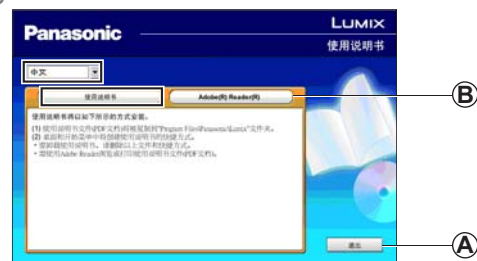 Panasonic
LUMIX
使用说明书
中文
使用说明书
Adobe(R) Reader(R)
B
使用说明书将以如下所示的方式安装。
(1) 使用说明书文件(PDF文档)将被复制到"Program Files\Panasonic\Lumix"文件夹。
(2) 桌面和开始菜单中将创建使用说明书的快捷方式。
• 要卸载使用说明书，请删除以上文件和快捷方式。
• 需使用Adobe Reader浏览或打印使用说明书文件(PDF文档)。
退出
A